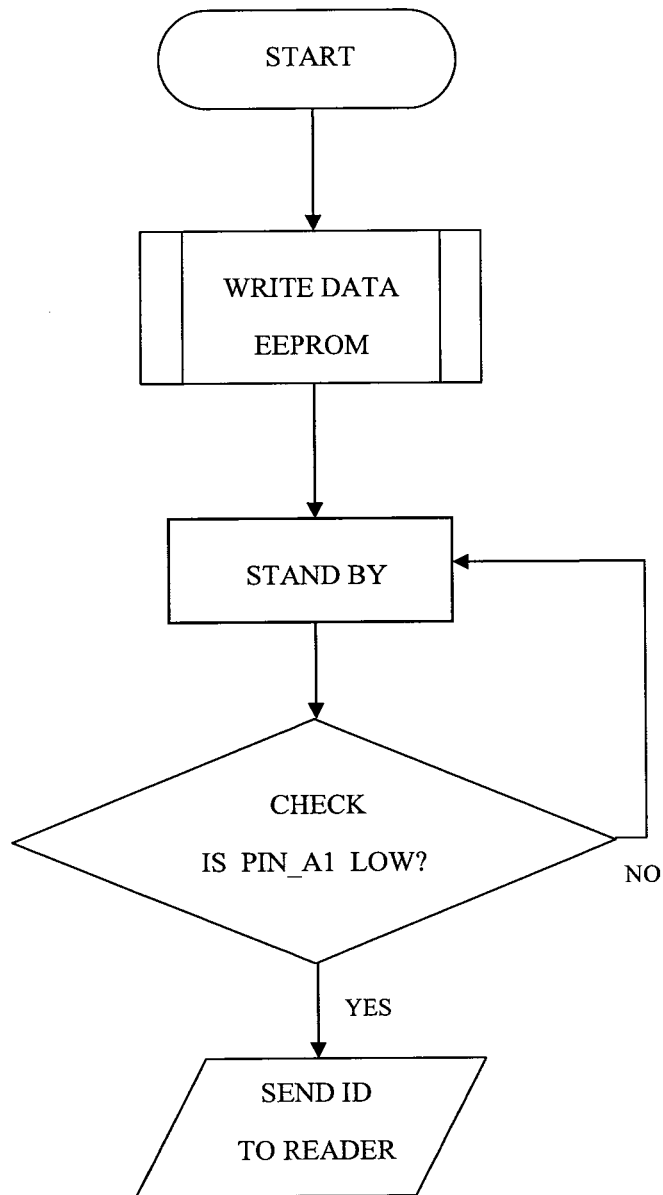 START
WRITE DATA
EEPROM
STAND BY
CHECK
IS PIN_A1 LOW?
NO
YES
SEND ID
TO READER